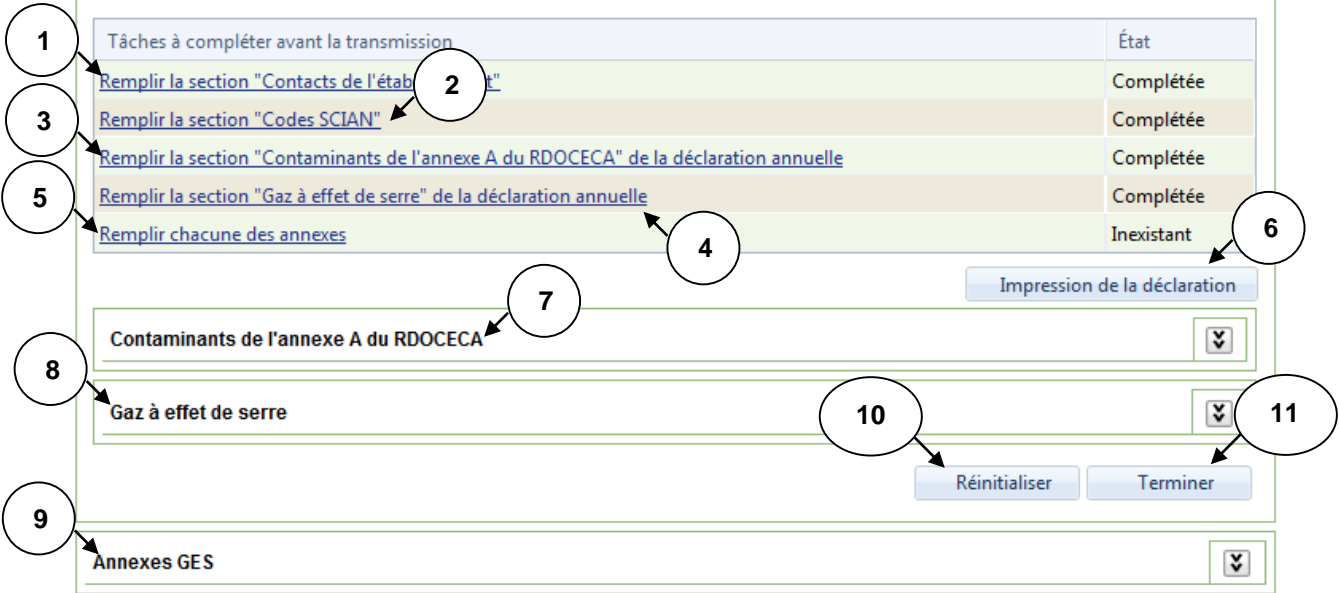 1
Tâches à compléter avant la transmission
État
Remplir la section "Contacts de l'étab t"
Complétée
2
Remplir la section "Codes SCIAN"
Complétée
3
Remplir la section "Contaminants de l'annexe A du RDOCECA" de la déclaration annuelle
Complétée
5
Remplir la section "Gaz à effet de serre" de la déclaration annuelle
Complétée
4
6
Remplir chacune des annexes
Inexistant
Impression de la déclaration
7
Contaminants de l'annexe A du RDOCECA
8
Gaz à effet de serre
10
11
Réinitialiser
Terminer
9
Annexes GES